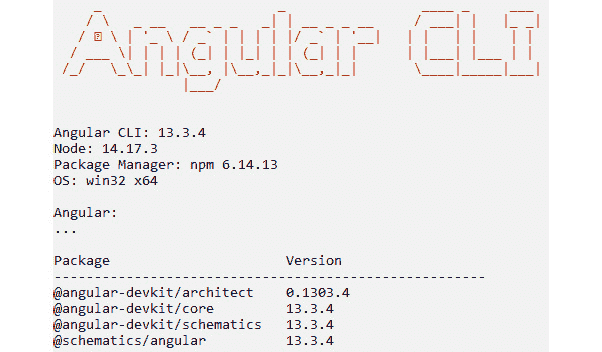 Angular CLI
Angular CLI: 13.3.4
Node: 14.17.3
Package Manager: npm 6.14.13
OS: win32 x64
Angular:
...
Package Version
------------------------------------------------------
@angular-devkit/architect 0.1303.4
@angular-devkit/core 13.3.4
@angular-devkit/schematics 13.3.4
@schematics/angular 13.3.4